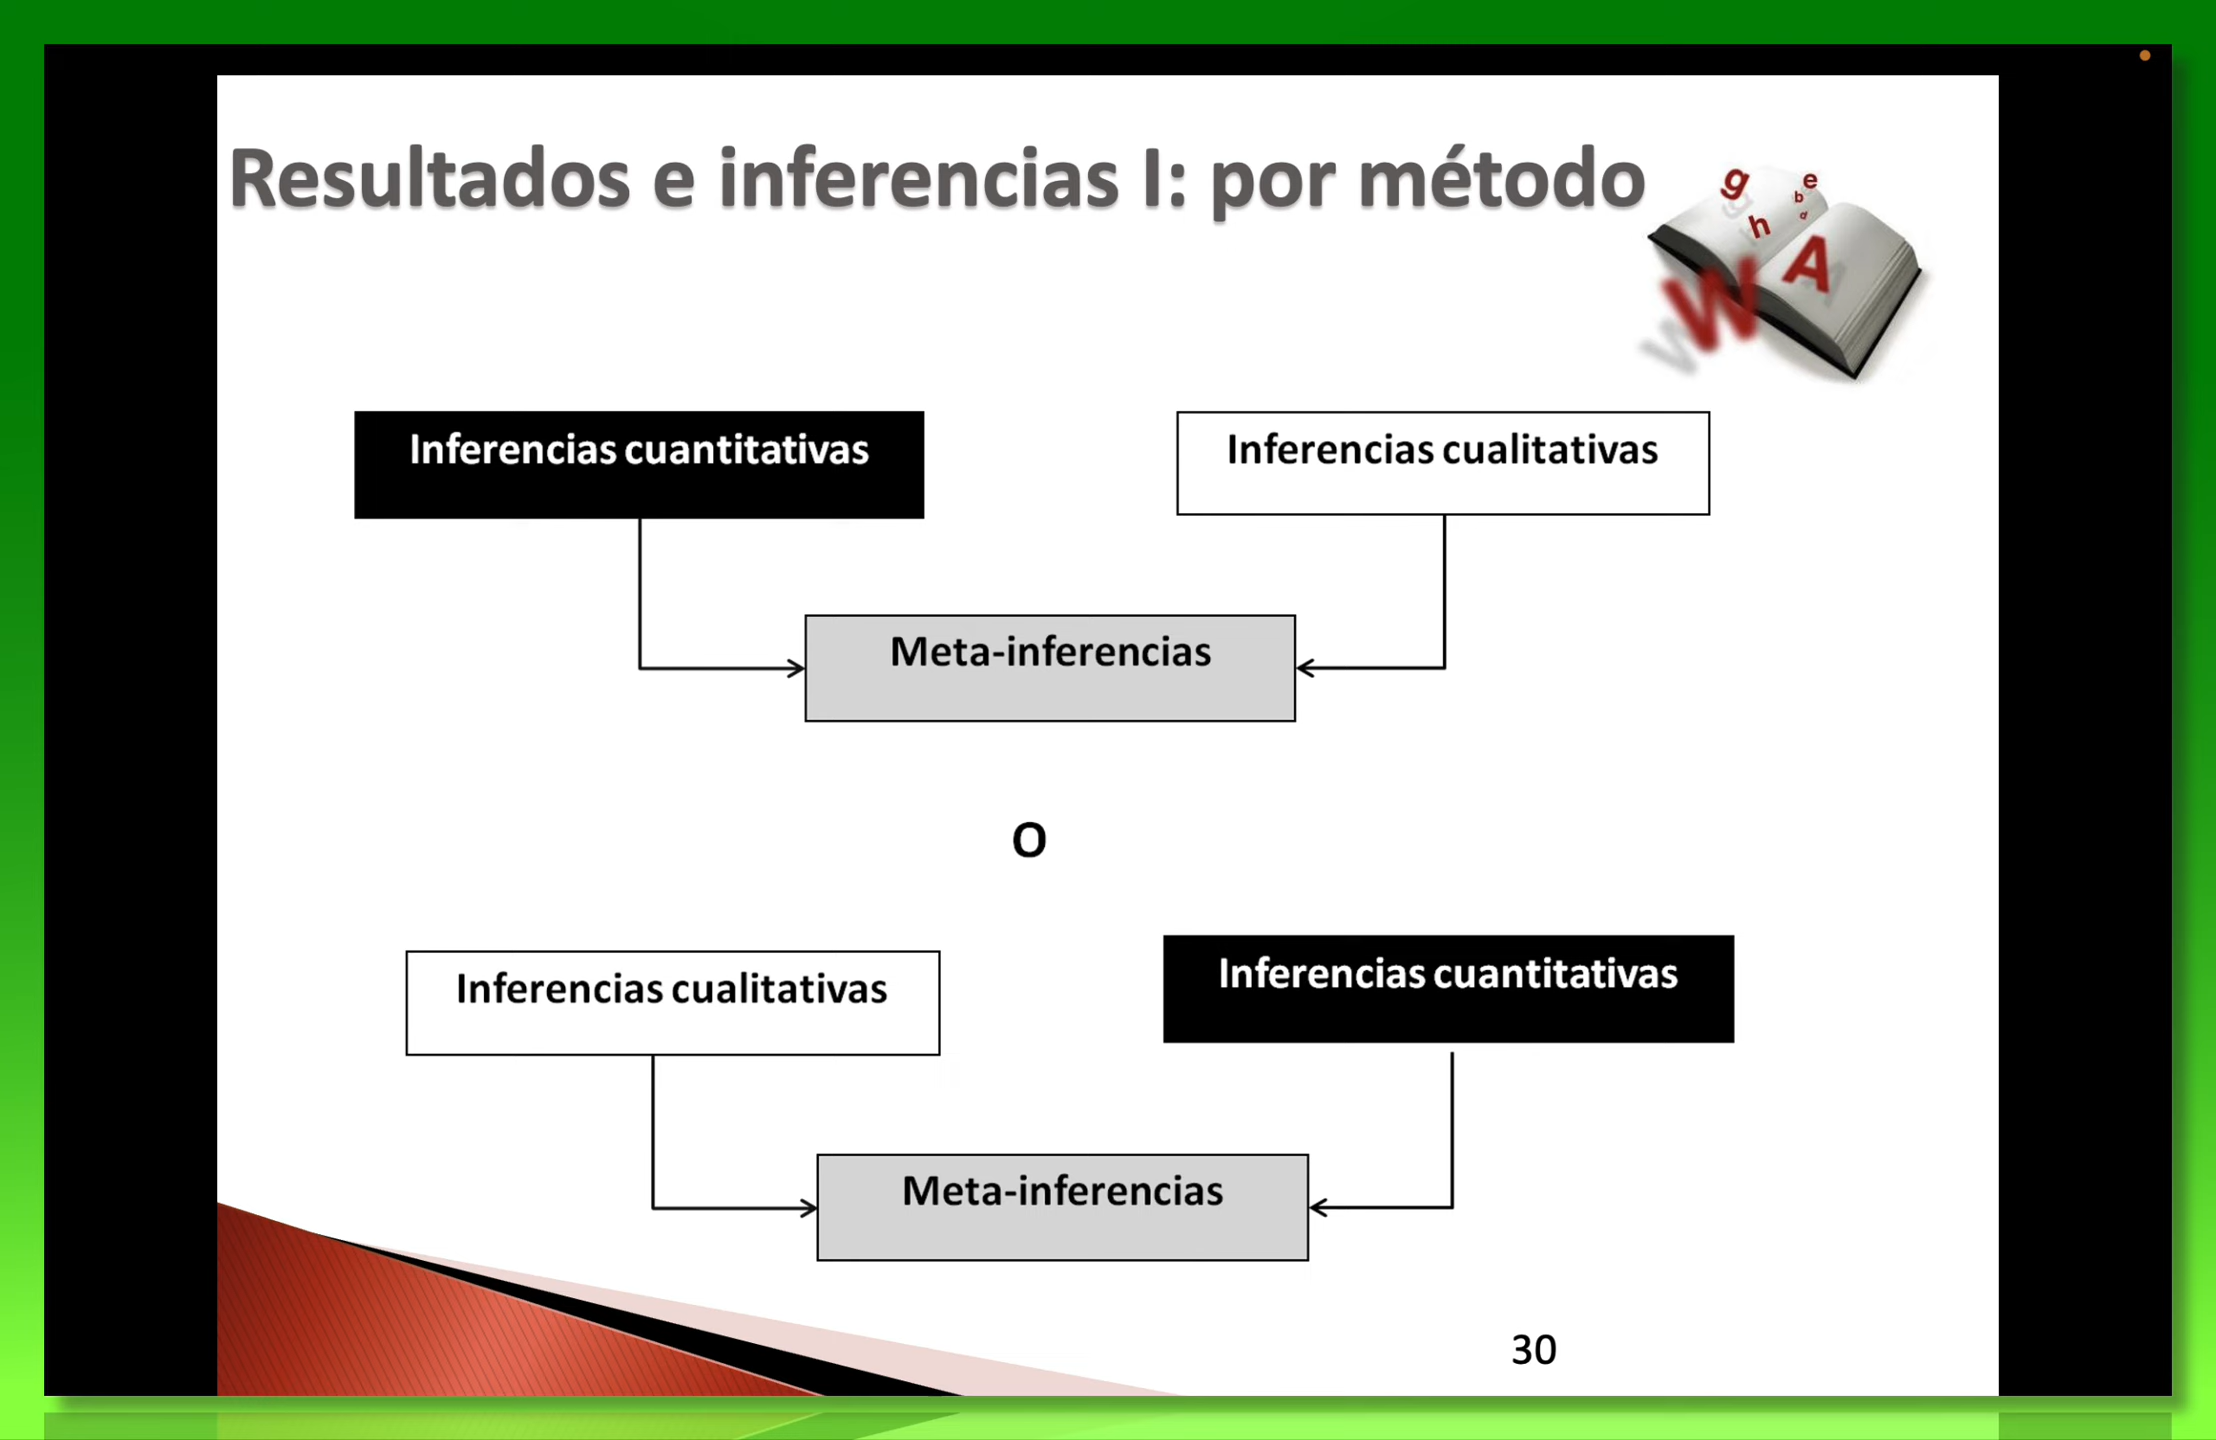 Resultados e inferencias I: por método
g
e
b
d
h
A
W
Inferencias cuantitativas
Inferencias cualitativas
Meta-inferencias
O
Inferencias cualitativas
Inferencias cuantitativas
Meta-inferencias
30